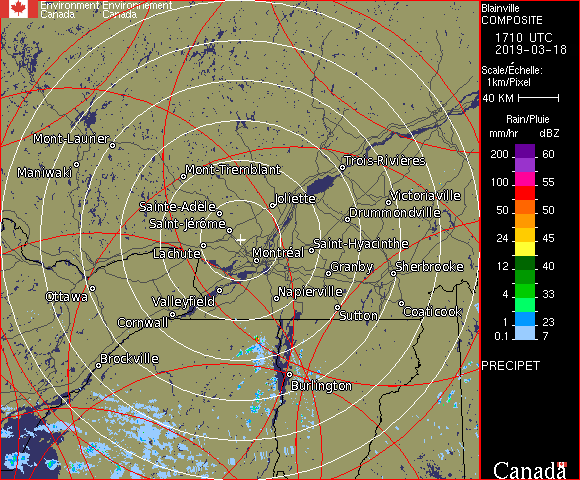 Environment Environnement
Canada Canada
Blainville
COMPOSITE
1710 UTC
2019-03-18
Scale/Échelle:
1km/Pixel
40 KM
Rain/Pluie
mm/hr dBZ
200 60
100 55
50 50
24 45
12 40
4 33
1 23
0.1 7
PRECIPET
Canada
Mont-Laurier
Maniwaki
Mont-Tremblant
Trois-Rivières
Joliette
Victoriaville
Sainte-Adèle
Drummondville
Saint-Jérôme
Saint-Hyacinthe
Lachute
Montréal
Granby
Sherbrooke
Ottawa
Valleyfield
Napierville
Cornwall
Sutton
Coaticook
Brockville
Burlington